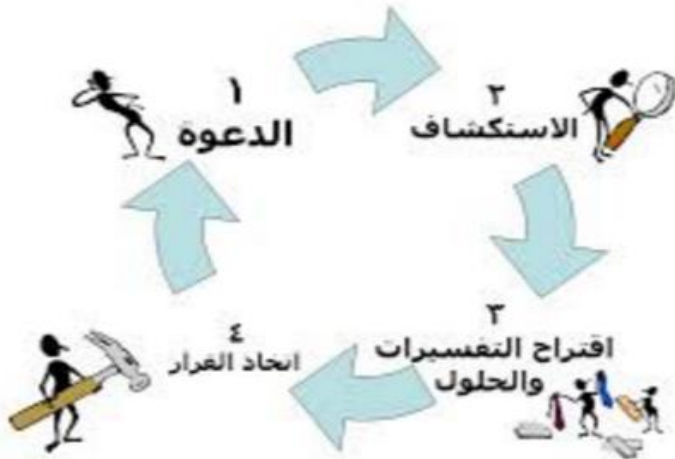 ١
الدعوة
٢
الاستكشاف
٣
اقتراح التفسيرات
والحلول
٤
اتخاذ القرار